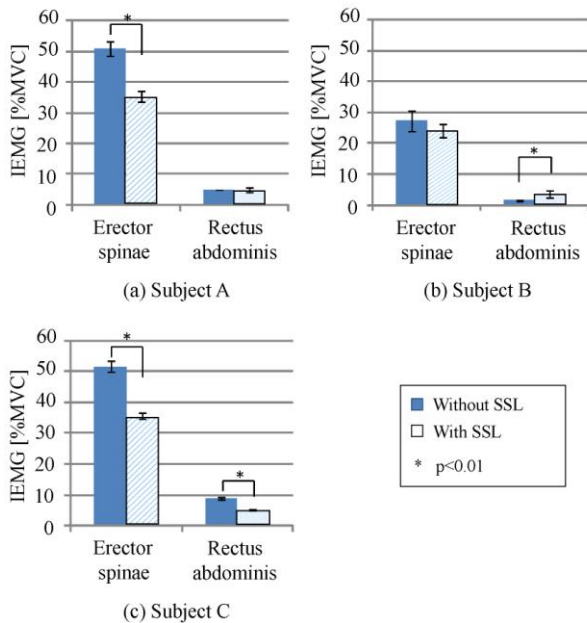 60
50
40
30
20
10
0
IEMG [%MVC]
*
Erector spinae
Rectus abdominis
(a) Subject A
60
50
40
30
20
10
0
IEMG [%MVC]
*
Erector spinae
Rectus abdominis
(b) Subject B
60
50
40
30
20
10
0
IEMG [%MVC]
*
*
Erector spinae
Rectus abdominis
(c) Subject C
Without SSL
With SSL
* p<0.01